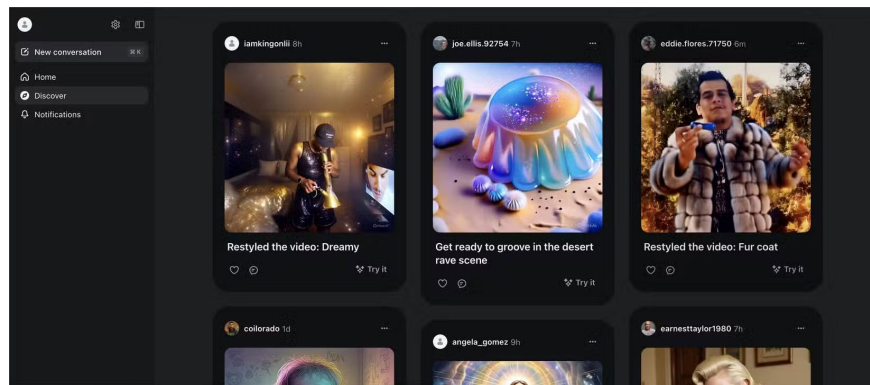 New conversation ⌘ K
Home
Discover
Notifications
iamkingonlii 8h
Restyled the video: Dreamy
Try it
joe.ellis.92754 7h
Get ready to groove in the desert
rave scene
Try it
eddie.flores.71750 6m
Restyled the video: Fur coat
Try it
coilorado 1d
angela_gomez 9h
earnesttaylor1980 7h